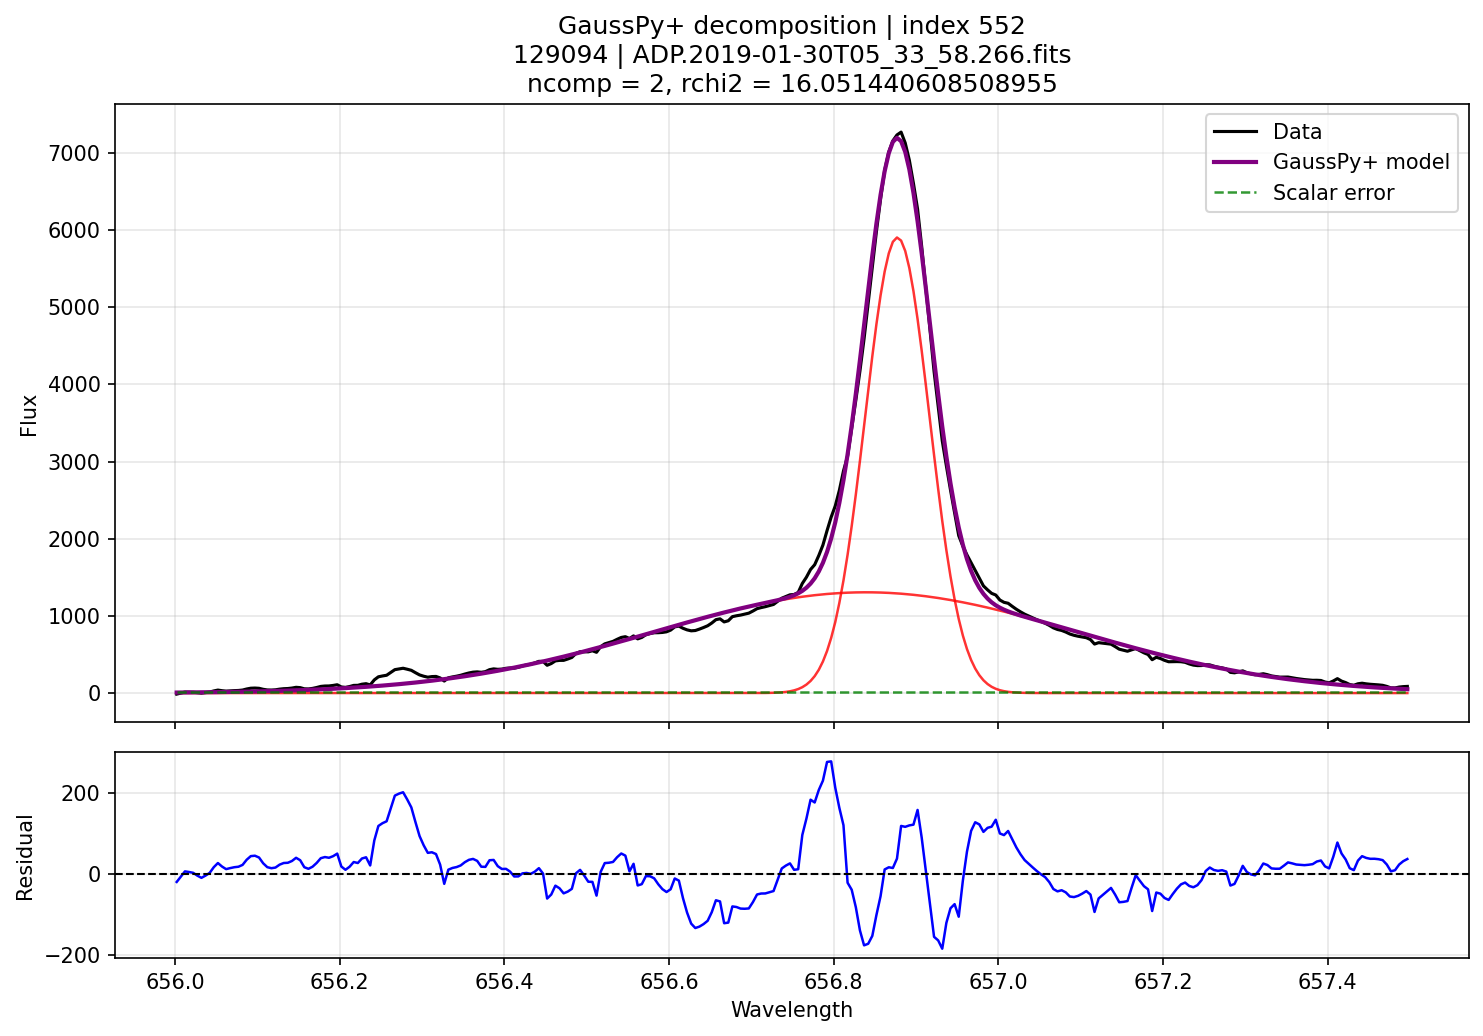 GaussPy+ decomposition | index 552
129094 | ADP.2019-01-30T05_33_58.266.fits
ncomp = 2, rchi2 = 16.051440608508955
Data
GaussPy+ model
Scalar error
Flux
7000
6000
5000
4000
3000
2000
1000
0
Residual
200
0
−200
656.0 656.2 656.4 656.6 656.8 657.0 657.2 657.4
Wavelength